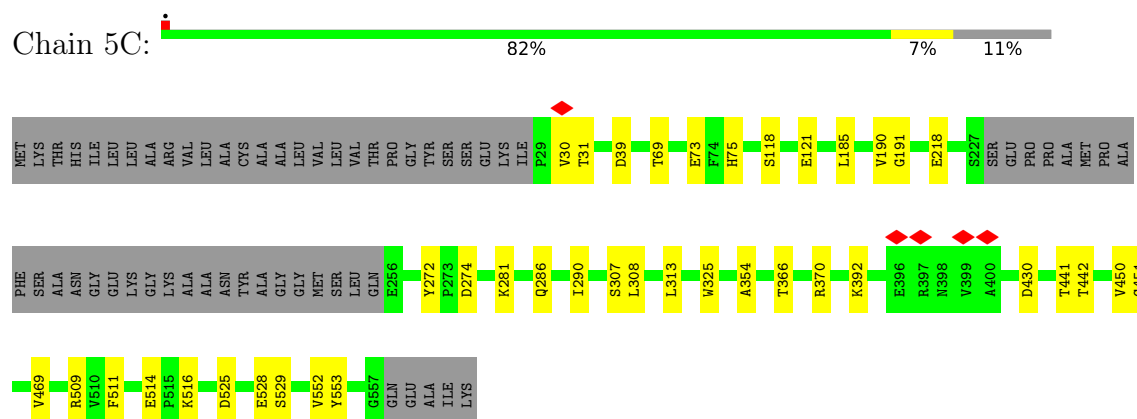 Chain 5C:
82% 7% 11%
MET LYS THR HIS ILE LEU LEU ALA ARG VAL LEU ALA CYS ALA ALA LEU VAL LEU VAL THR PRO GLY TYR SER SER GLU LYS ILE P29 V30 T31 D39 T69 E73 F74 H75 S118 E121 L185 V190 G191 E218 S227 SER GLU PRO PRO ALA MET PRO ALA
PHE SER ALA ASN GLY GLU LYS GLY LYS ALA ALA ASN TYR ALA GLY GLY MET SER LEU GLN E256 Y272 P273 D274 K281 Q286 I290 S307 L308 L313 W325 A354 T366 R370 K392 E396 R397 N398 V399 A400 D430 T441 T442 V450
V469 R509 V510 F511 E514 P515 K516 D525 E528 S529 V552 Y553 G557 GLN GLU ALA ILE LYS